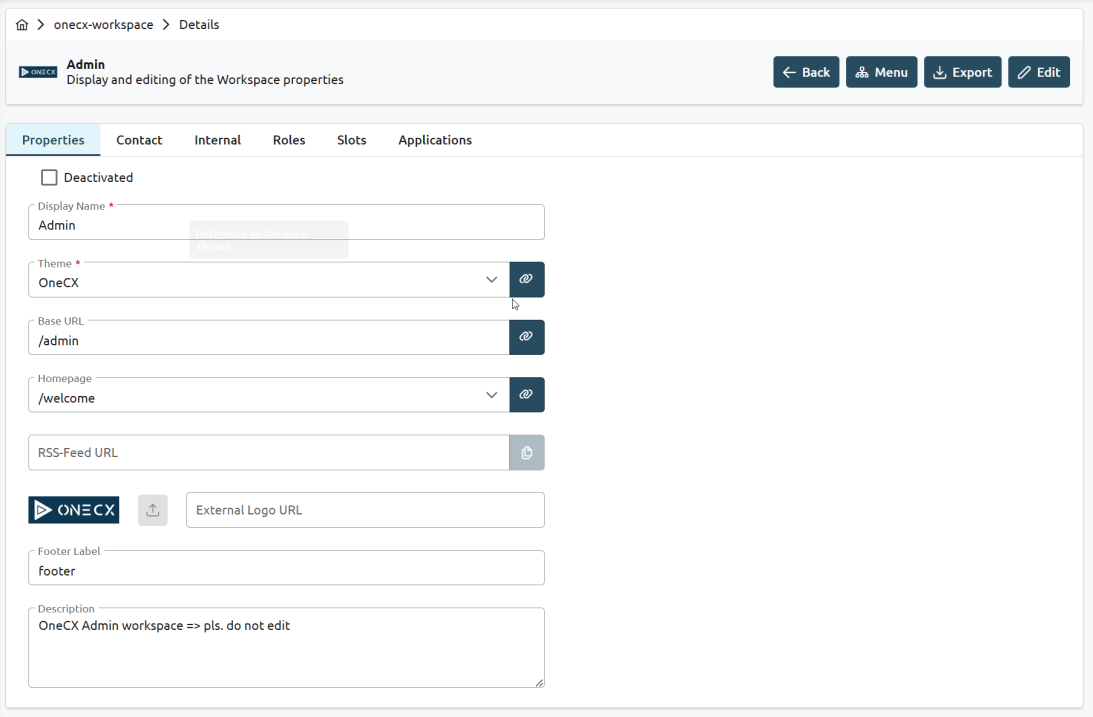 onecx-workspace Details
ONECX
Admin
Display and editing of the Workspace properties
Back Menu Export Edit
Properties Contact Internal Roles Slots Applications
Deactivated
Display Name *
Admin
Reference to the used
Theme
Theme *
OneCX
Base URL
/admin
Homepage
/welcome
RSS-Feed URL
ONECX
External Logo URL
Footer Label
footer
Description
OneCX Admin workspace => pls. do not edit